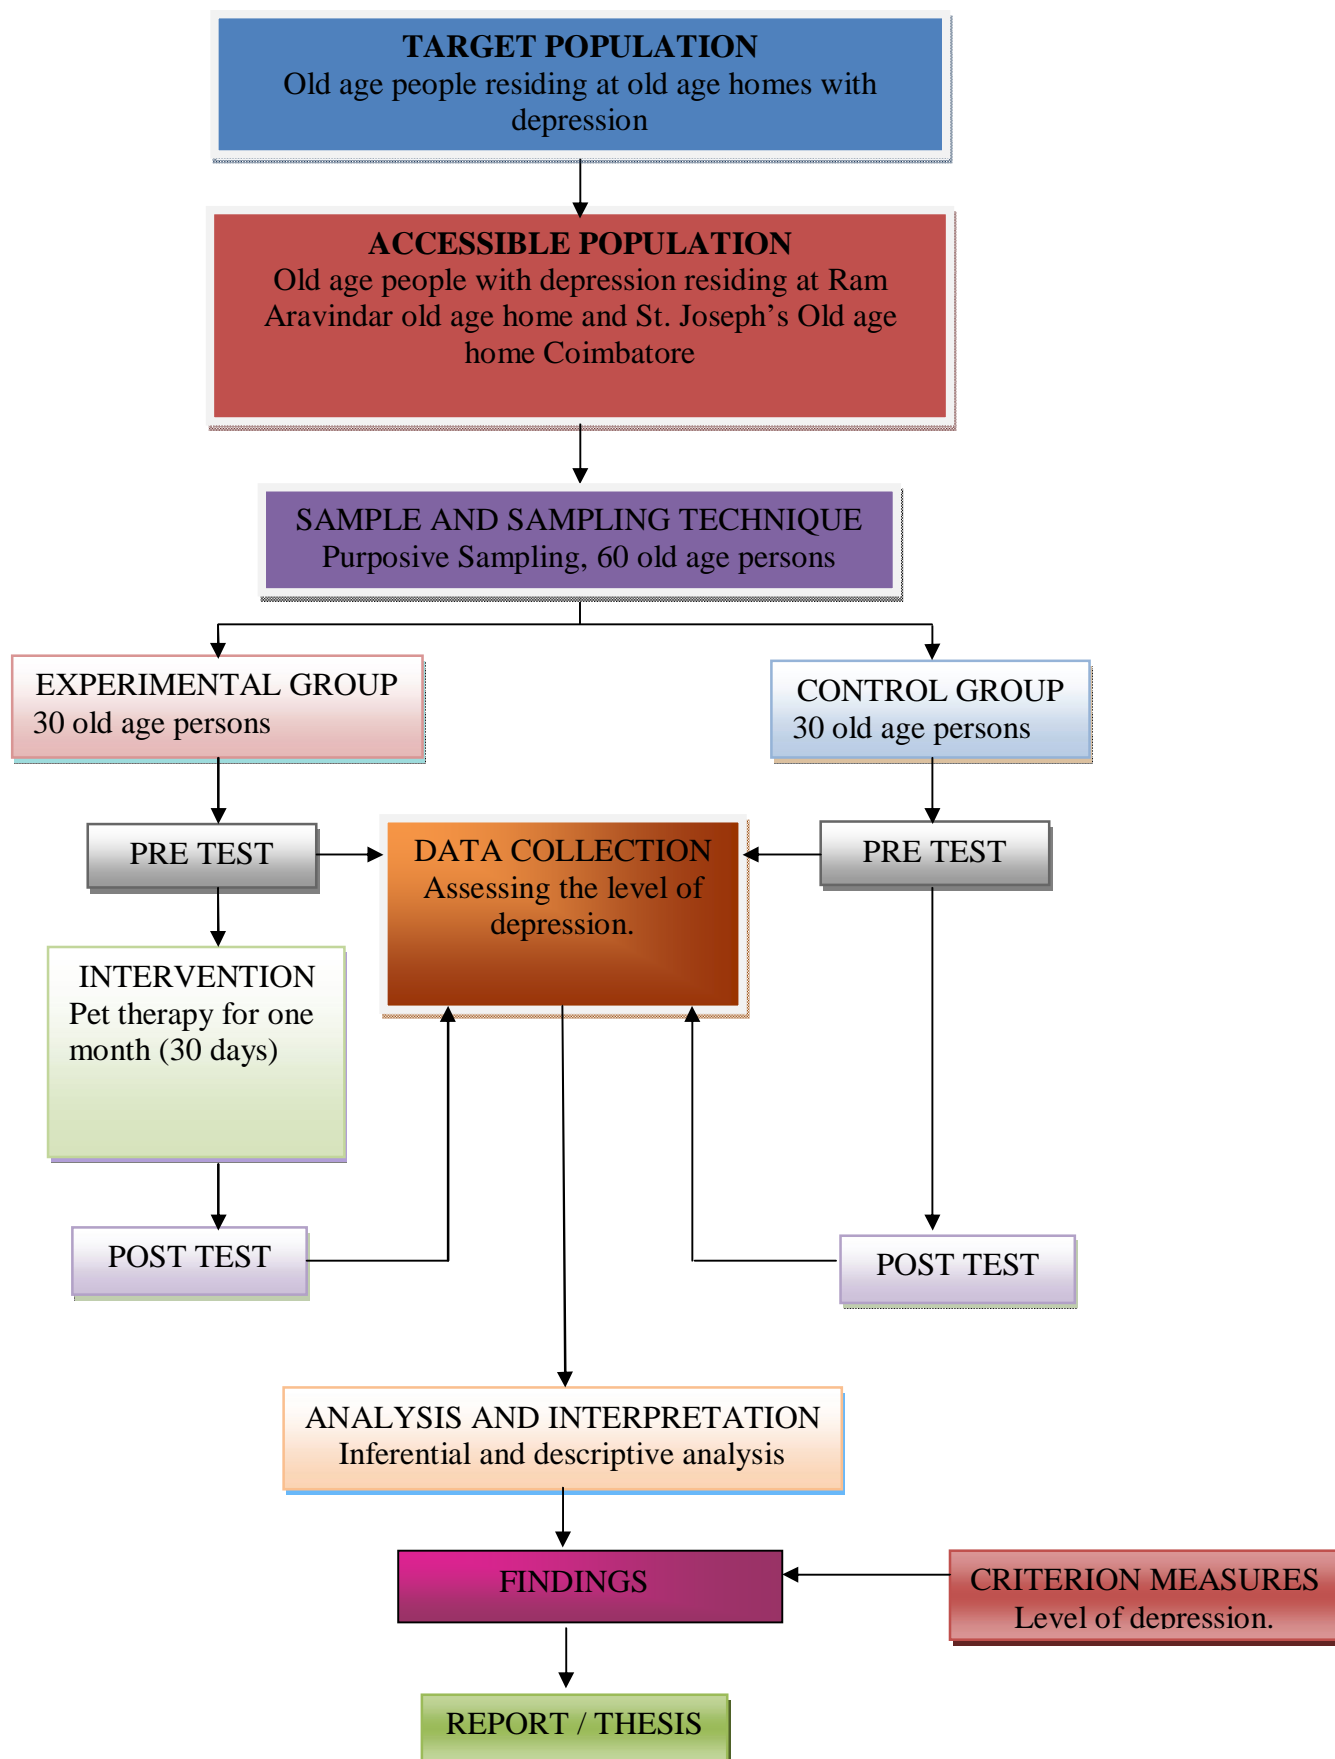 TARGET POPULATION
Old age people residing at old age homes with
depression
ACCESSIBLE POPULATION
Old age people with depression residing at Ram
Aravindar old age home and St. Joseph’s Old age
home Coimbatore
SAMPLE AND SAMPLING TECHNIQUE
Purposive Sampling, 60 old age persons
EXPERIMENTAL GROUP
30 old age persons
CONTROL GROUP
30 old age persons
PRE TEST
DATA COLLECTION
Assessing the level of
depression.
PRE TEST
INTERVENTION
Pet therapy for one
month (30 days)
POST TEST
POST TEST
ANALYSIS AND INTERPRETATION
Inferential and descriptive analysis
FINDINGS
CRITERION MEASURES
Level of depression.
REPORT / THESIS